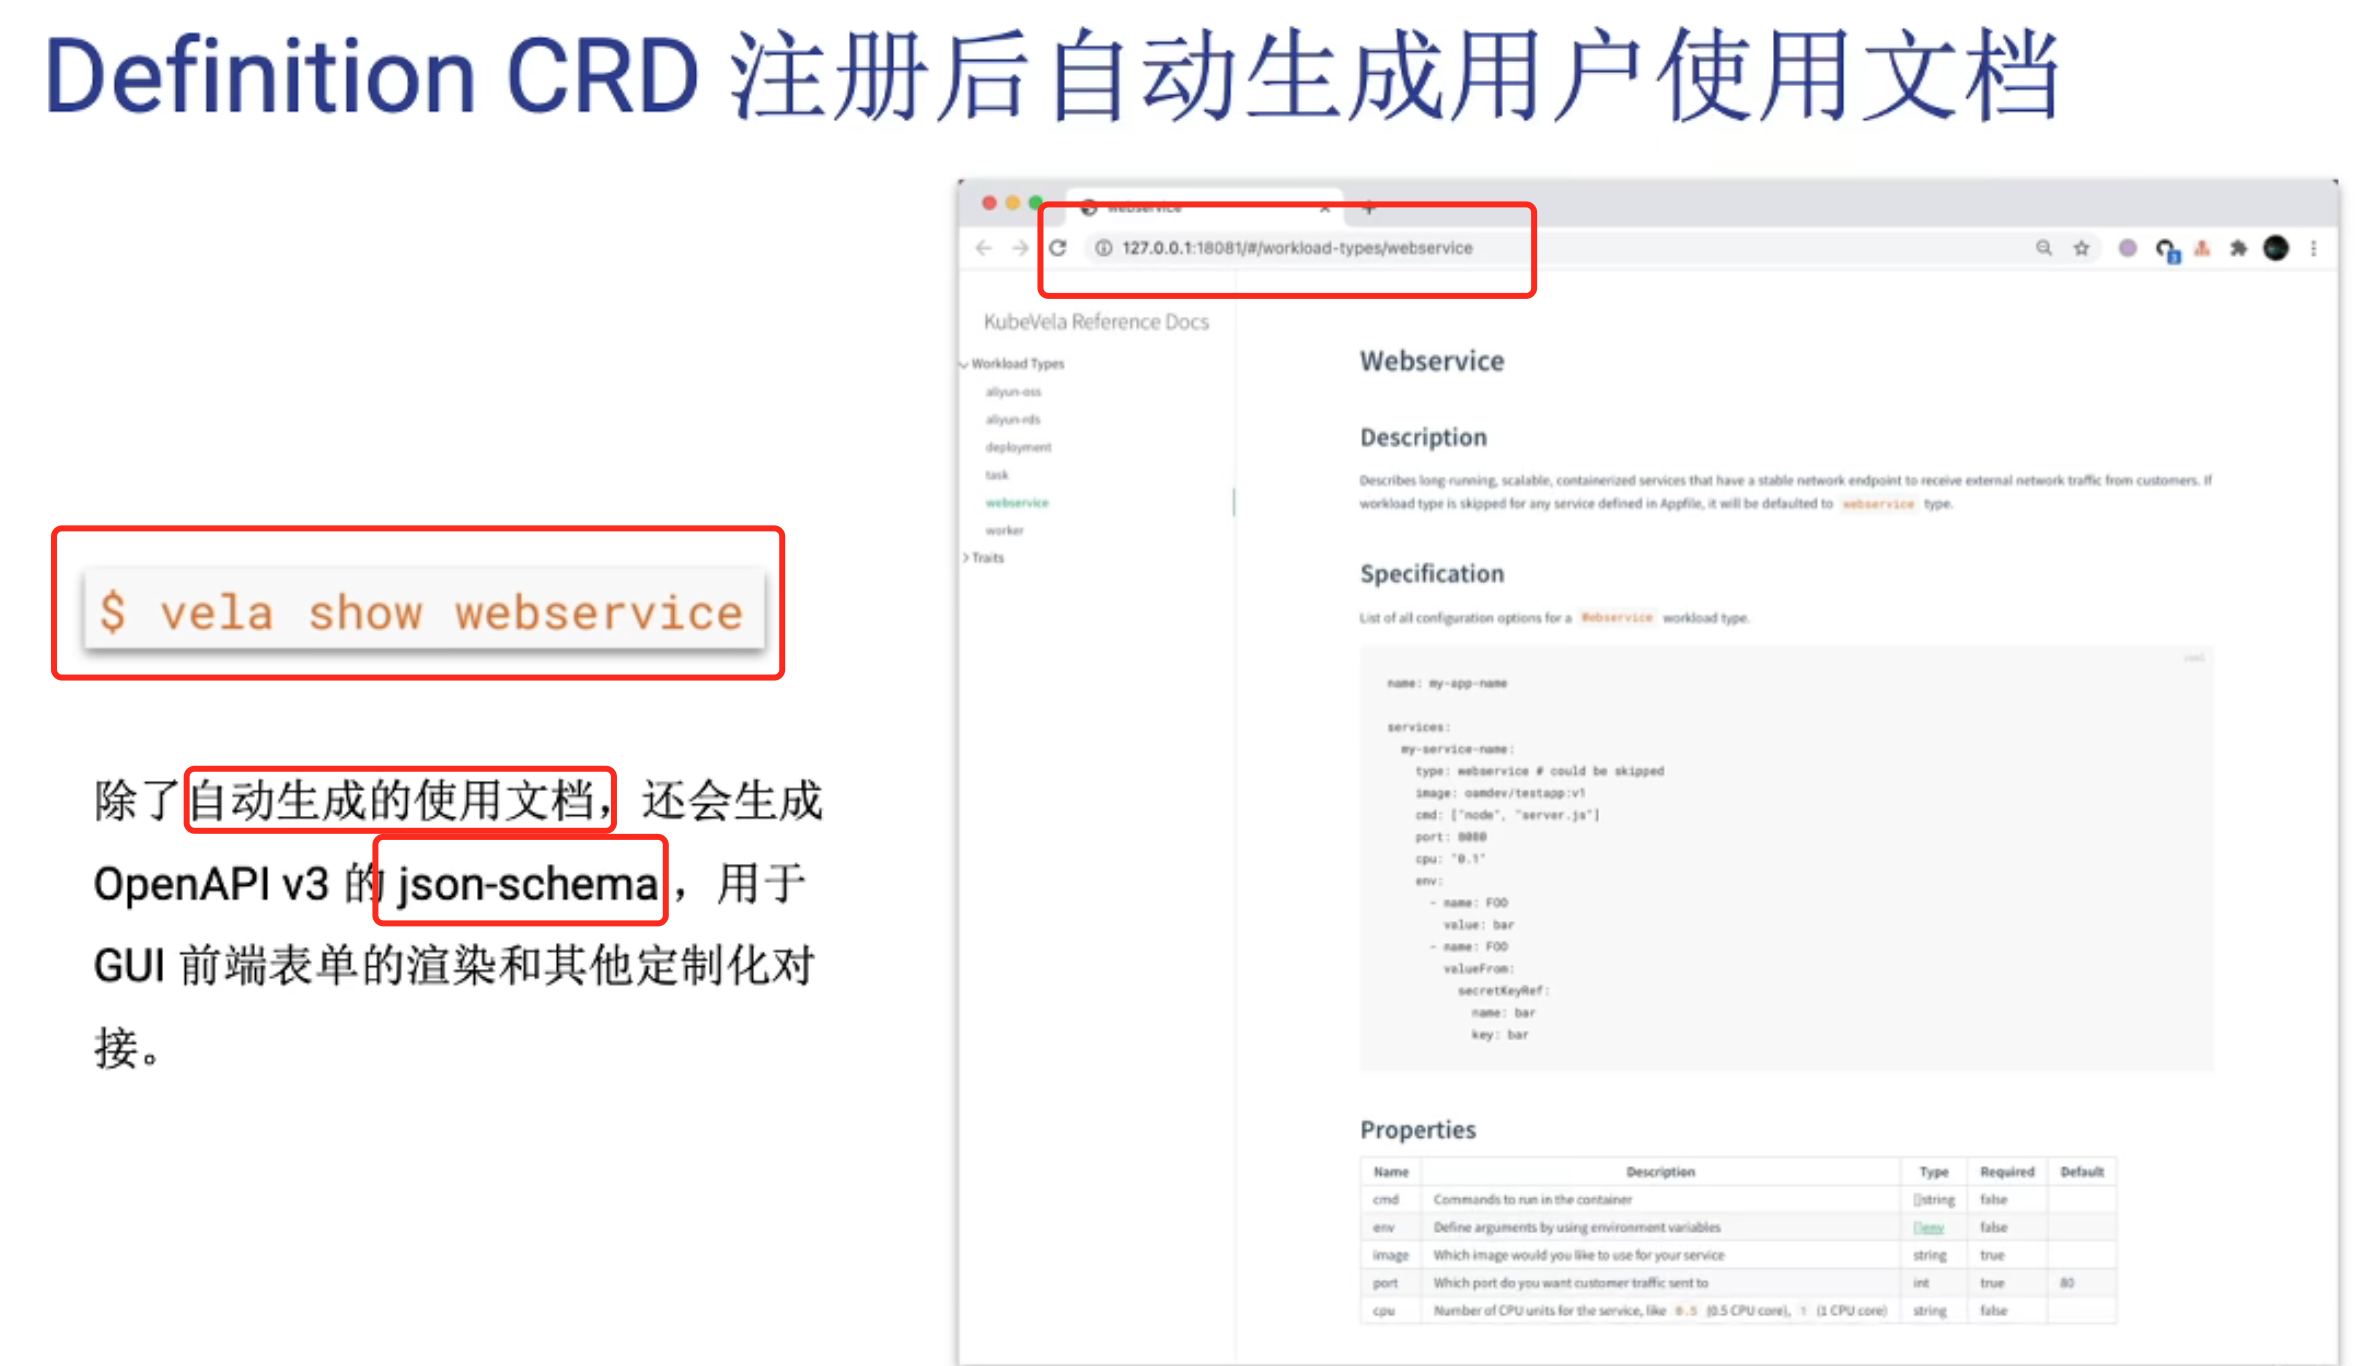 Definition CRD 注册后自动生成用户使用文档
$ vela show webservice
除了自动生成的使用文档，还会生成
OpenAPI v3 的 json-schema，用于
GUI 前端表单的渲染和其他定制化对
接。
webservice
127.0.0.1:18081/#/workload-types/webservice
KubeVela Reference Docs
Workload Types
aliyun-oss
aliyun-rds
deployment
task
webservice
worker
Traits
Webservice
Description
Describes long-running, scalable, containerized services that have a stable network endpoint to receive external network traffic from customers. If
workload type is skipped for any service defined in Appfile, it will be defaulted to webservice type.
Specification
List of all configuration options for a Webservice workload type.
yaml
name: my-app-name
services:
my-service-name:
type: webservice # could be skipped
image: oamdev/testapp:v1
cmd: ["node", "server.js"]
port: 8080
cpu: "0.1"
env:
- name: FOO
value: bar
- name: FOO
valueFrom:
secretKeyRef:
name: bar
key: bar
Properties
Name Description Type Required Default
cmd Commands to run in the container []string false
env Define arguments by using environment variables []env false
image Which image would you like to use for your service string true
port Which port do you want customer traffic sent to int true 80
cpu Number of CPU units for the service, like 0.5 (0.5 CPU core), 1 (1 CPU core) string false